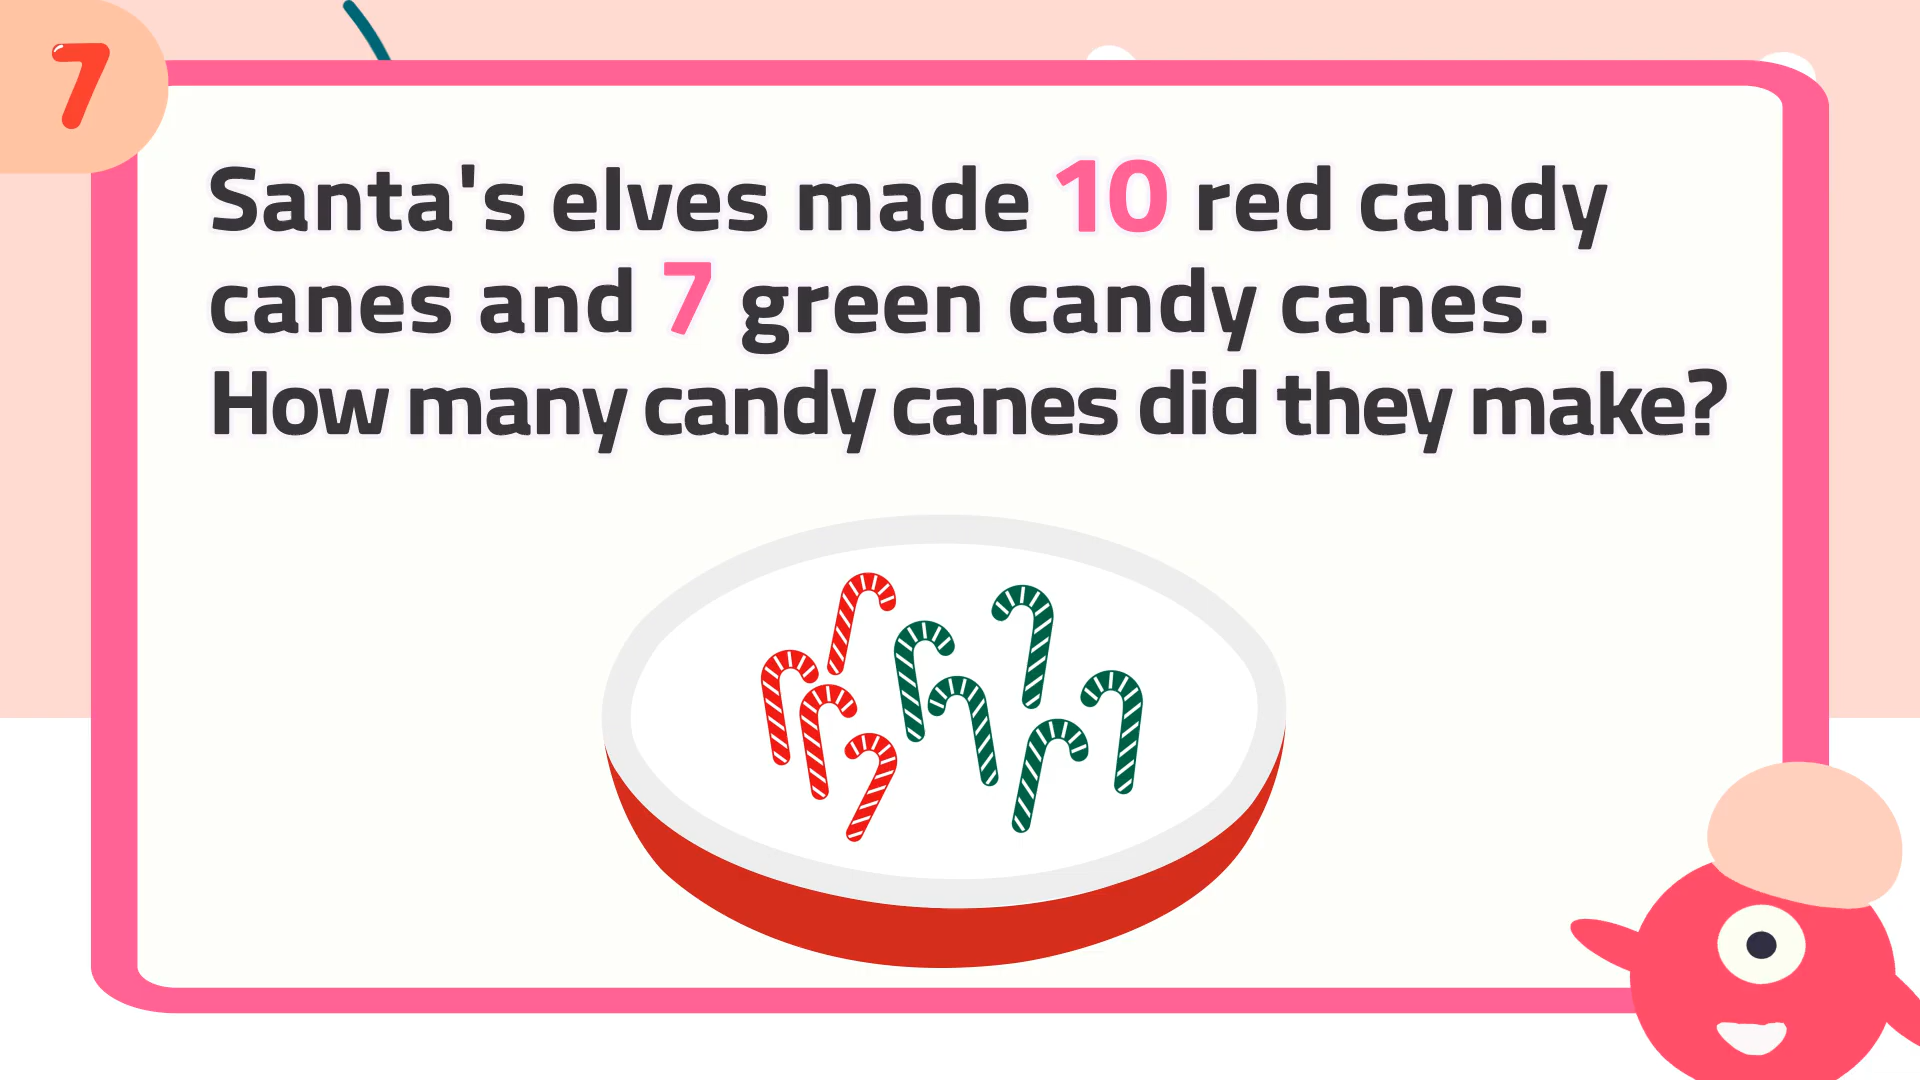 7
Santa's elves made 10 red candy
canes and 7 green candy canes.
How many candy canes did they make?